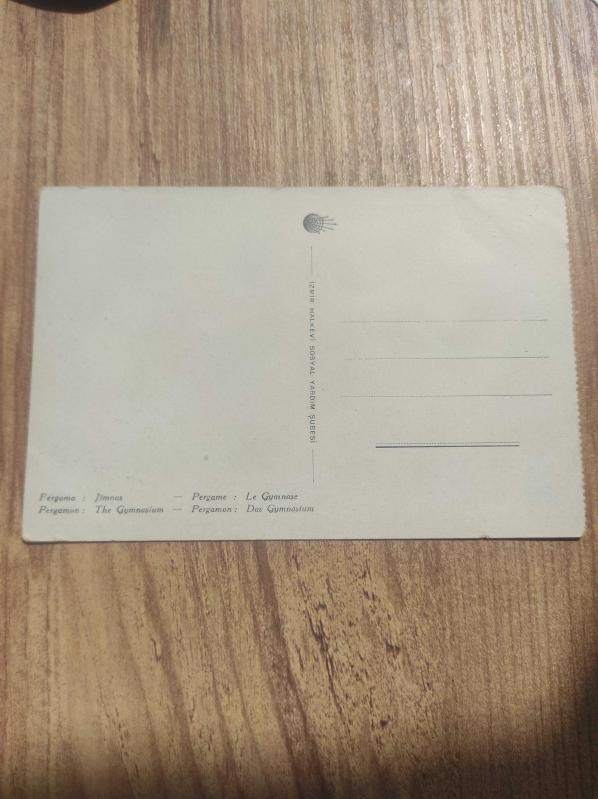 İZMİR HALKEVİ SOSYAL YARDIM ŞUBESİ
Pergama : Jimnas — Pergame : Le Gymnase
Pergamon : The Gymnasium — Pergamon : Das Gymnasium